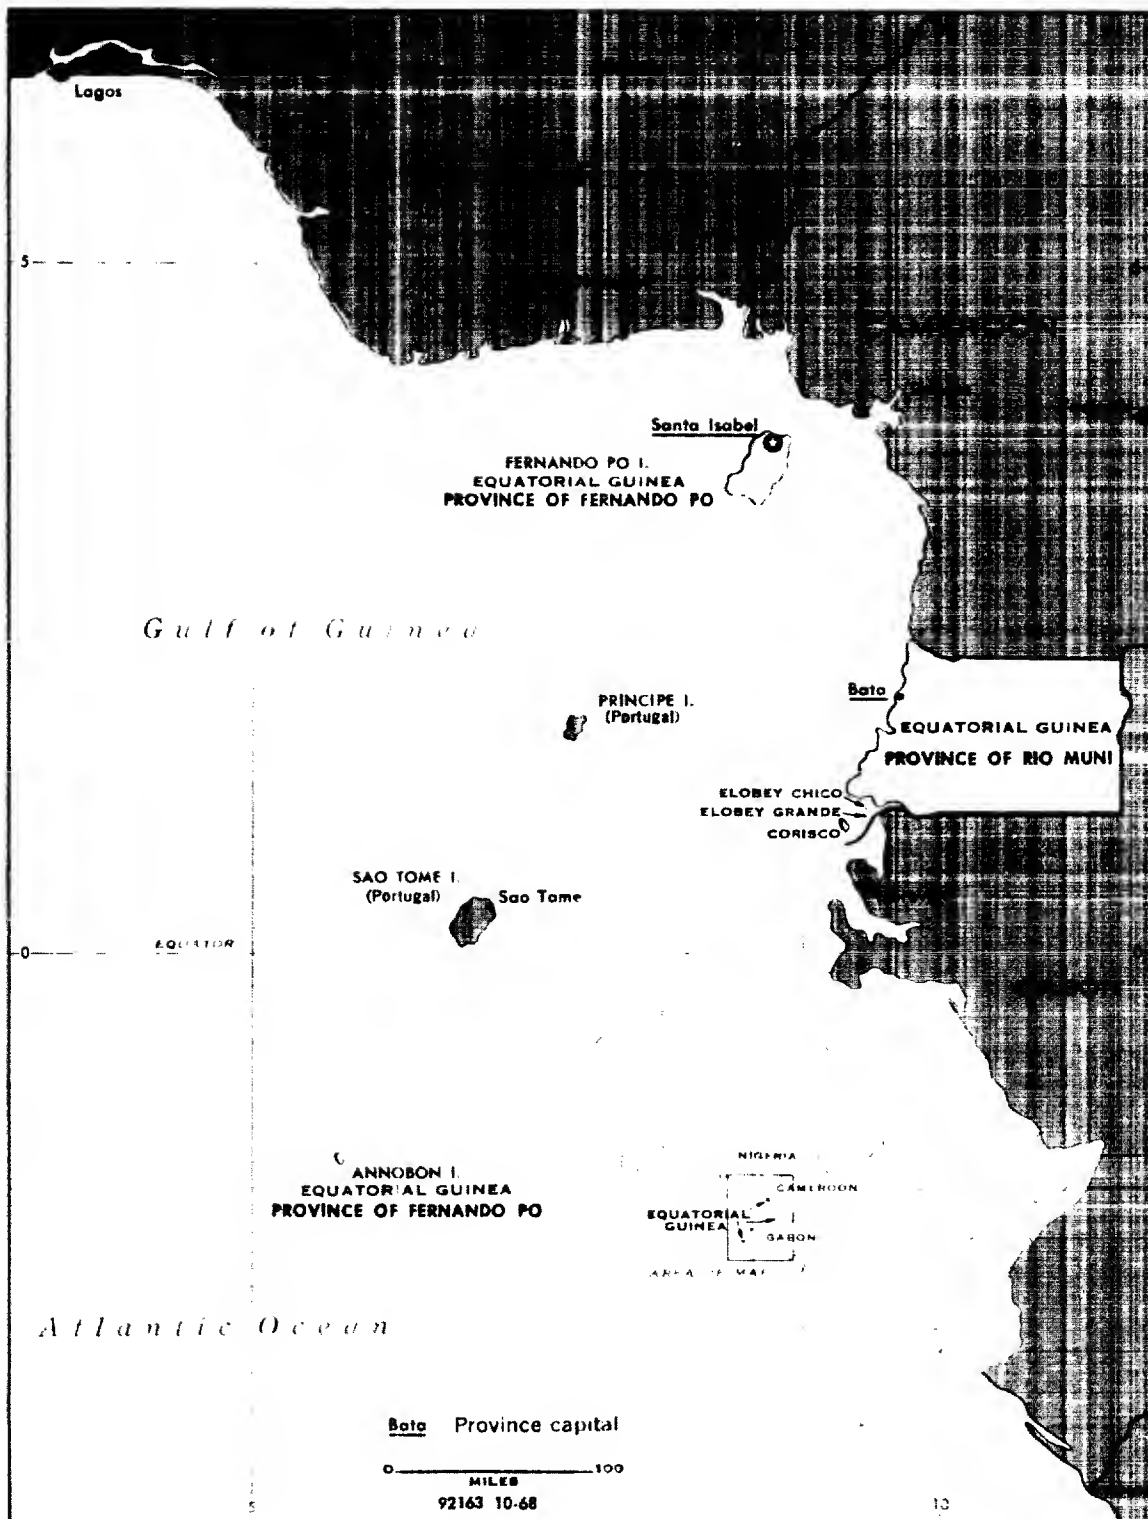 Lagos
5
Santa Isabel
FERNANDO PO I.
EQUATORIAL GUINEA
PROVINCE OF FERNANDO PO
Gulf of Guinea
PRINCIPE I.
(Portugal)
Bata
EQUATORIAL GUINEA
PROVINCE OF RIO MUNI
ELOBEY CHICO
ELOBEY GRANDE
CORISCO
SAO TOME I.
(Portugal)
Sao Tome
EQUATOR
0
ANNOBON I.
EQUATORIAL GUINEA
PROVINCE OF FERNANDO PO
NIGERIA
CAMEROON
EQUATORIAL
GUINEA
GABON
AREA OF MAP
Atlantic Ocean
Bata Province capital
0 100
MILES
92163 10-68
5
10